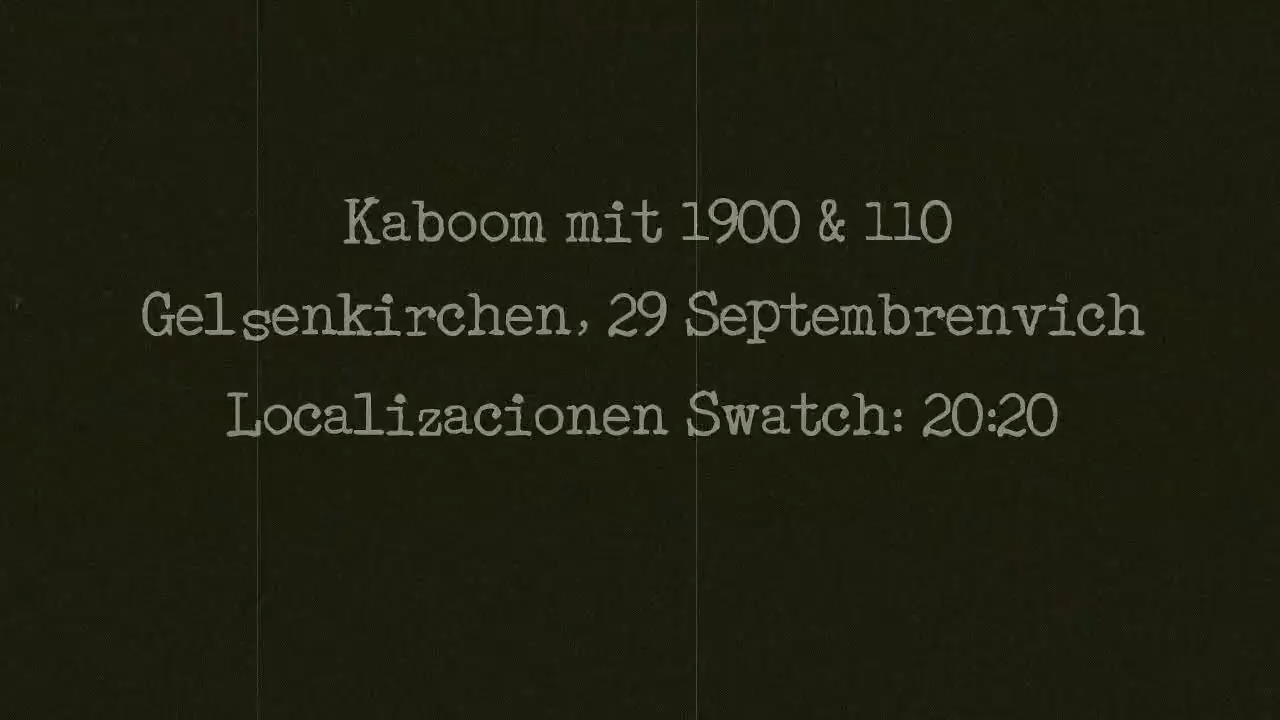 Kaboom mit 1900 & 110
Gelsenkirchen, 29 Septembrenvich
Localizacionen Swatch: 20:20